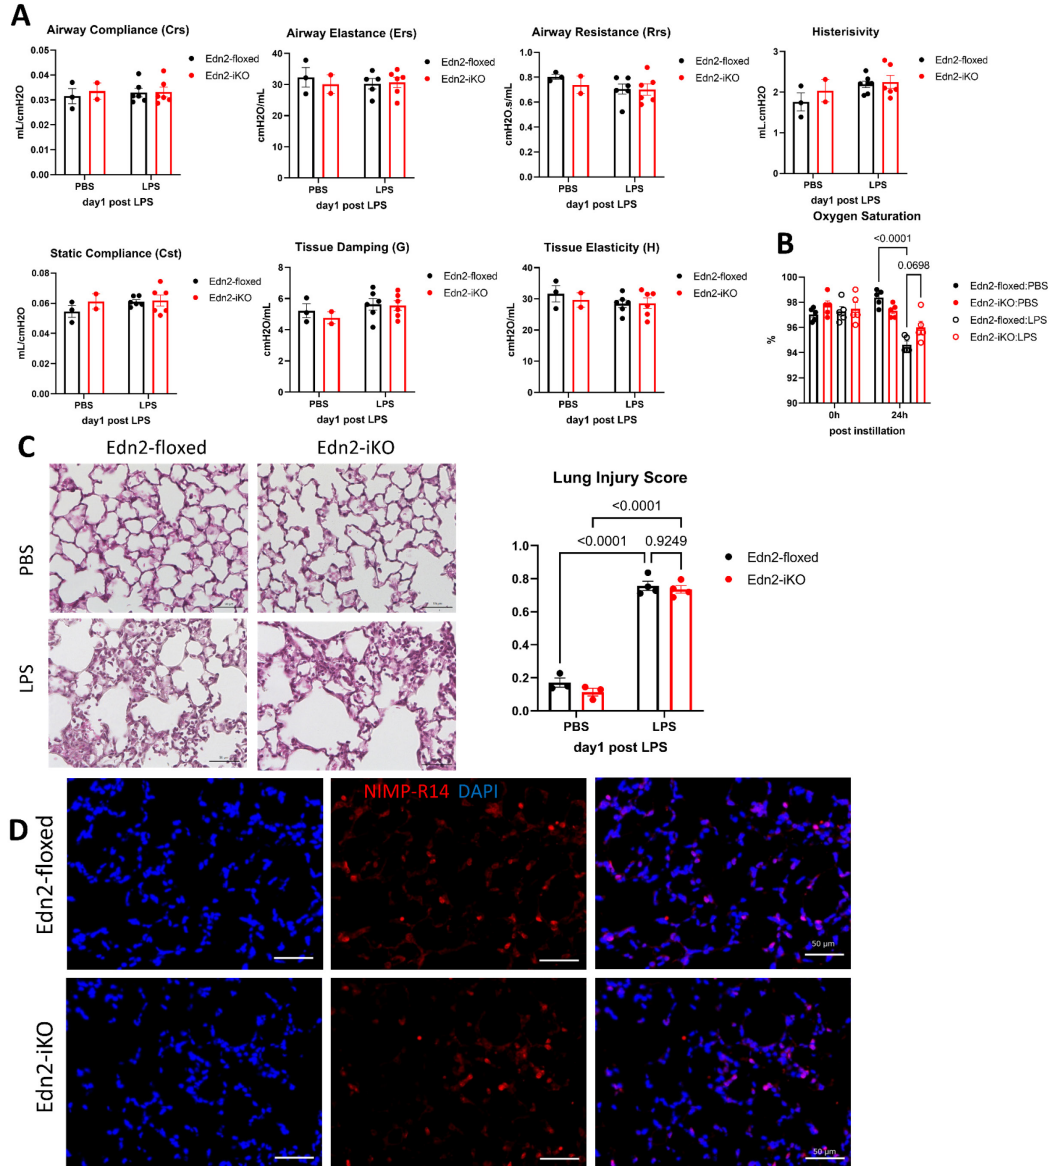 A
Airway Compliance (Crs)
mL/cmH2O
0.05
0.04
0.03
0.02
0.01
0.00
PBS LPS
day1 post LPS
Edn2-floxed
Edn2-iKO
Airway Elastance (Ers)
cmH2O/mL
40
30
20
10
0
PBS LPS
day1 post LPS
Edn2-floxed
Edn2-iKO
Airway Resistance (Rrs)
cmH2O.s/mL
1.0
0.8
0.6
0.4
0.2
0.0
PBS LPS
day1 post LPS
Edn2-floxed
Edn2-iKO
Histerisivity
mL.cmH2O
3
2
1
0
PBS LPS
day1 post LPS
Edn2-floxed
Edn2-iKO
Static Compliance (Cst)
mL/cmH2O
0.08
0.06
0.04
0.02
0.00
PBS LPS
day1 post LPS
Edn2-floxed
Edn2-iKO
Tissue Damping (G)
cmH2O/mL
8
6
4
2
0
PBS LPS
day1 post LPS
Edn2-floxed
Edn2-iKO
Tissue Elasticity (H)
cmH2O/mL
40
30
20
10
0
PBS LPS
day1 post LPS
Edn2-floxed
Edn2-iKO
B
Oxygen Saturation
<0.0001
0.0698
%
100
98
96
94
92
90
0h 24h
post instillation
Edn2-floxed:PBS
Edn2-iKO:PBS
Edn2-floxed:LPS
Edn2-iKO:LPS
C
Edn2-floxed Edn2-iKO
PBS
LPS
Lung Injury Score
<0.0001
<0.0001 0.9249
1.0
0.8
0.6
0.4
0.2
0.0
PBS LPS
day1 post LPS
Edn2-floxed
Edn2-iKO
D
NIMP-R14 DAPI
Edn2-floxed
50 µm
Edn2-iKO
50 µm